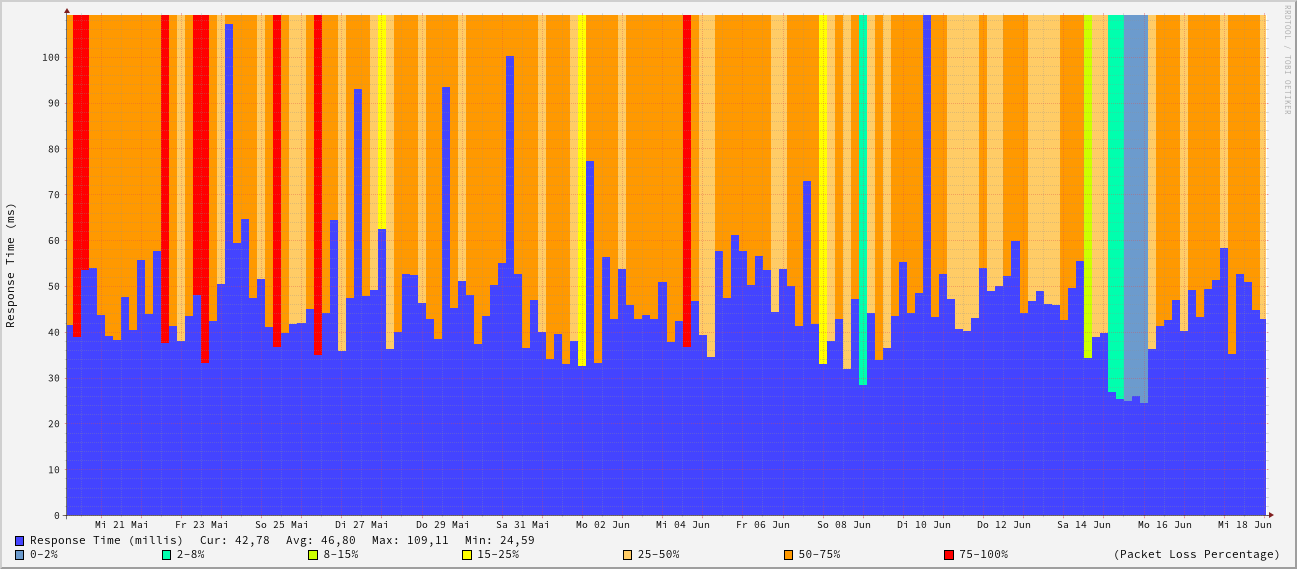 RRDTOOL / TOBI OETIKER
Response Time (ms)
100
90
80
70
60
50
40
30
20
10
0
Mi 21 Mai Fr 23 Mai So 25 Mai Di 27 Mai Do 29 Mai Sa 31 Mai Mo 02 Jun Mi 04 Jun Fr 06 Jun So 08 Jun Di 10 Jun Do 12 Jun Sa 14 Jun Mo 16 Jun Mi 18 Jun
Response Time (millis) Cur: 42,78 Avg: 46,80 Max: 109,11 Min: 24,59
0-2% 2-8% 8-15% 15-25% 25-50% 50-75% 75-100% (Packet Loss Percentage)